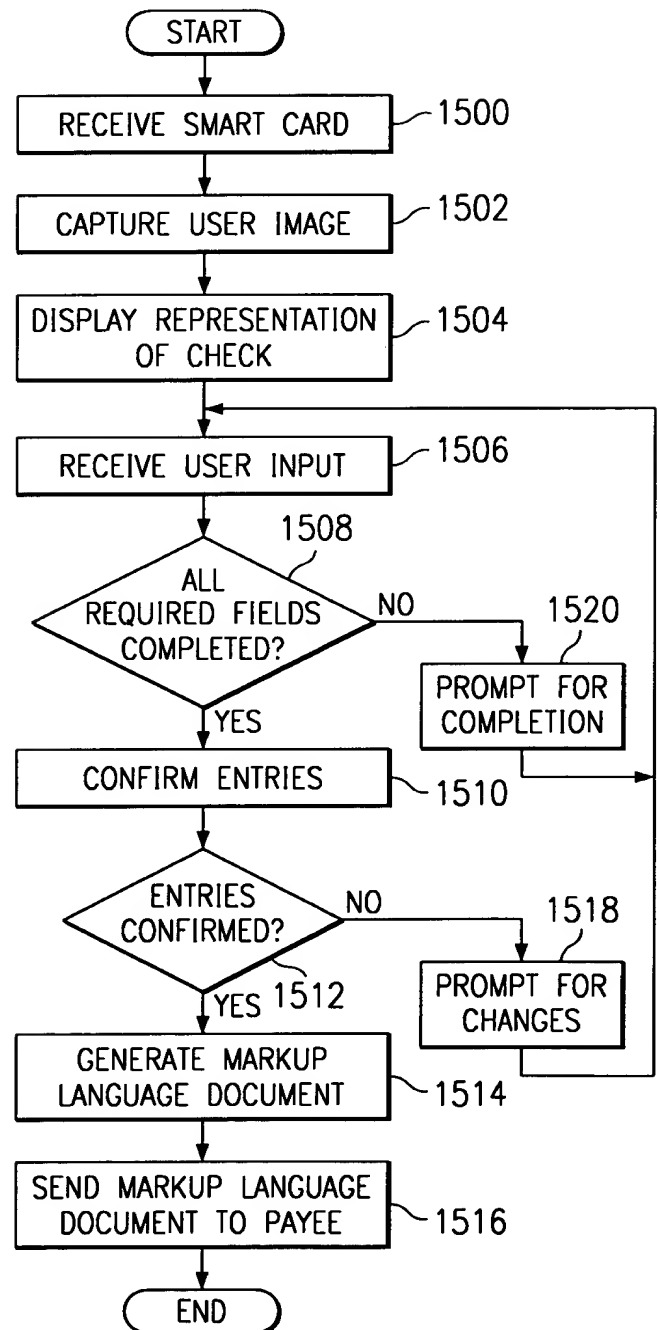 START
RECEIVE SMART CARD
1500
CAPTURE USER IMAGE
1502
DISPLAY REPRESENTATION
OF CHECK
1504
RECEIVE USER INPUT
1506
1508
ALL
REQUIRED FIELDS
COMPLETED?
NO
1520
PROMPT FOR
COMPLETION
YES
CONFIRM ENTRIES
1510
ENTRIES
CONFIRMED?
NO
1518
PROMPT FOR
CHANGES
1512
YES
GENERATE MARKUP
LANGUAGE DOCUMENT
1514
SEND MARKUP LANGUAGE
DOCUMENT TO PAYEE
1516
END